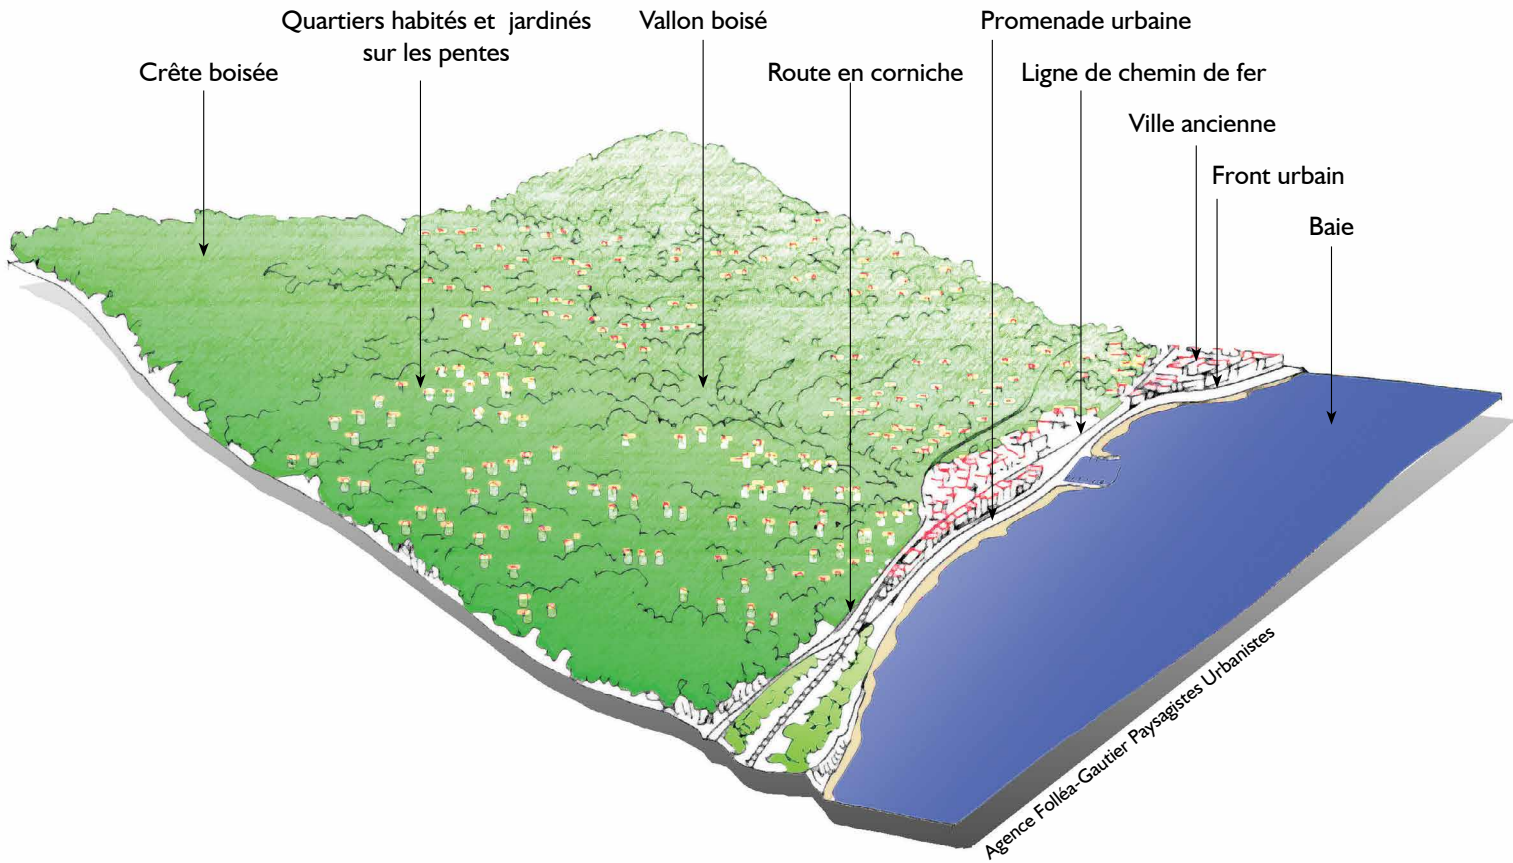 Quartiers habités et jardinés
sur les pentes
Vallon boisé
Promenade urbaine
Crête boisée
Route en corniche
Ligne de chemin de fer
Ville ancienne
Front urbain
Baie
Agence Folléa-Gautier Paysagistes Urbanistes